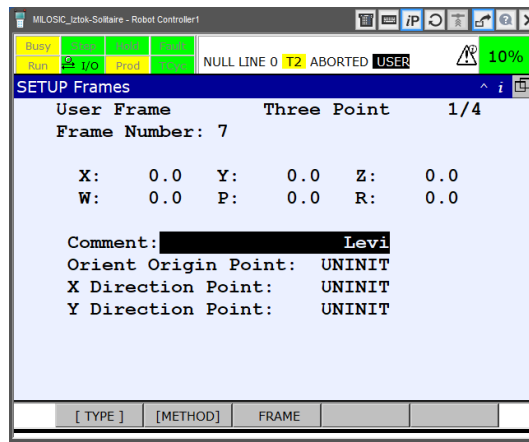 MILOSIC_Iztok-Solitaire - Robot Controller1
Busy Step Hold Fault
Run I/O Prod TCyc
NULL LINE 0 T2 ABORTED USER
10%
SETUP Frames
User Frame Three Point 1/4
Frame Number: 7
X: 0.0 Y: 0.0 Z: 0.0
W: 0.0 P: 0.0 R: 0.0
Comment: Levi
Orient Origin Point: UNINIT
X Direction Point: UNINIT
Y Direction Point: UNINIT
[ TYPE ] [METHOD] FRAME